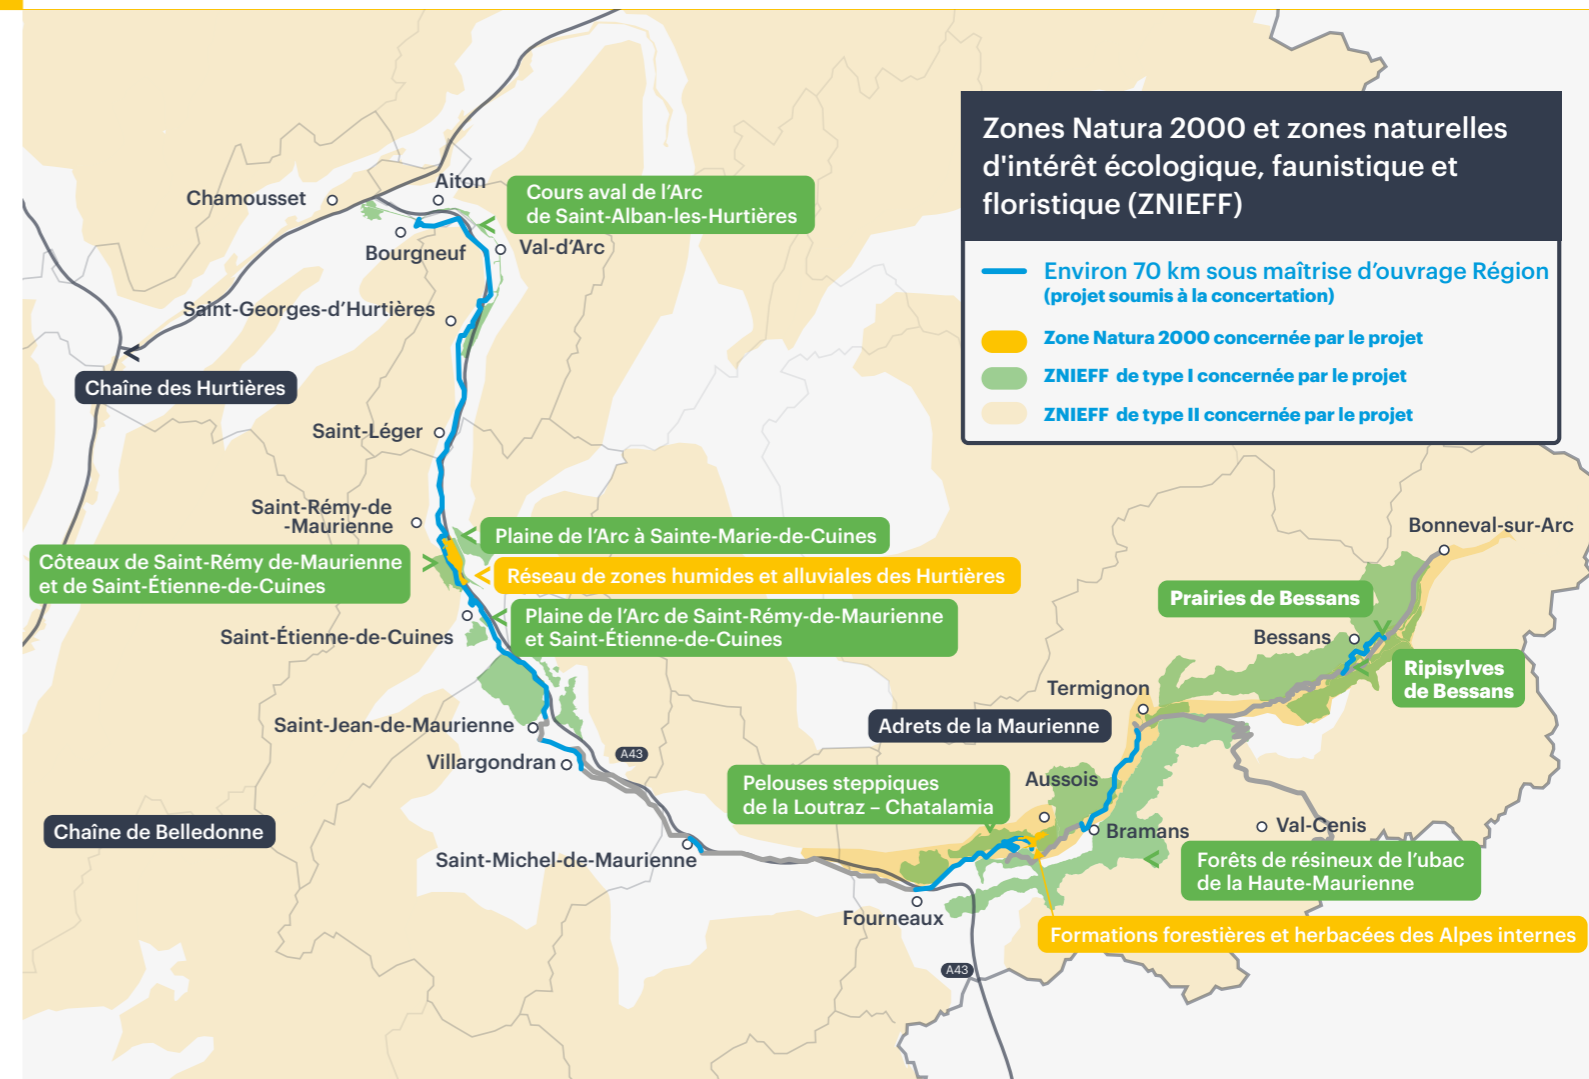 Zones Natura 2000 et zones naturelles
d'intérêt écologique, faunistique et
floristique (ZNIEFF)
Environ 70 km sous maîtrise d’ouvrage Région
(projet soumis à la concertation)
Zone Natura 2000 concernée par le projet
ZNIEFF de type I concernée par le projet
ZNIEFF de type II concernée par le projet
Aiton
Chamousset
Cours aval de l’Arc
de Saint-Alban-les-Hurtières
Bourgneuf
Val-d’Arc
Saint-Georges-d’Hurtières
Chaîne des Hurtières
Saint-Léger
Saint-Rémy-de
-Maurienne
Plaine de l’Arc à Sainte-Marie-de-Cuines
Côteaux de Saint-Rémy de-Maurienne
et de Saint-Étienne-de-Cuines
Réseau de zones humides et alluviales des Hurtières
Plaine de l’Arc de Saint-Rémy-de-Maurienne
et Saint-Étienne-de-Cuines
Saint-Étienne-de-Cuines
Bonneval-sur-Arc
Prairies de Bessans
Bessans
Ripisylves
de Bessans
Termignon
Adrets de la Maurienne
Saint-Jean-de-Maurienne
A43
Villargondran
Pelouses steppiques
de la Loutraz – Chatalamia
Aussois
Chaîne de Belledonne
Bramans
Val-Cenis
Saint-Michel-de-Maurienne
Forêts de résineux de l’ubac
de la Haute-Maurienne
Fourneaux
Formations forestières et herbacées des Alpes internes
A43